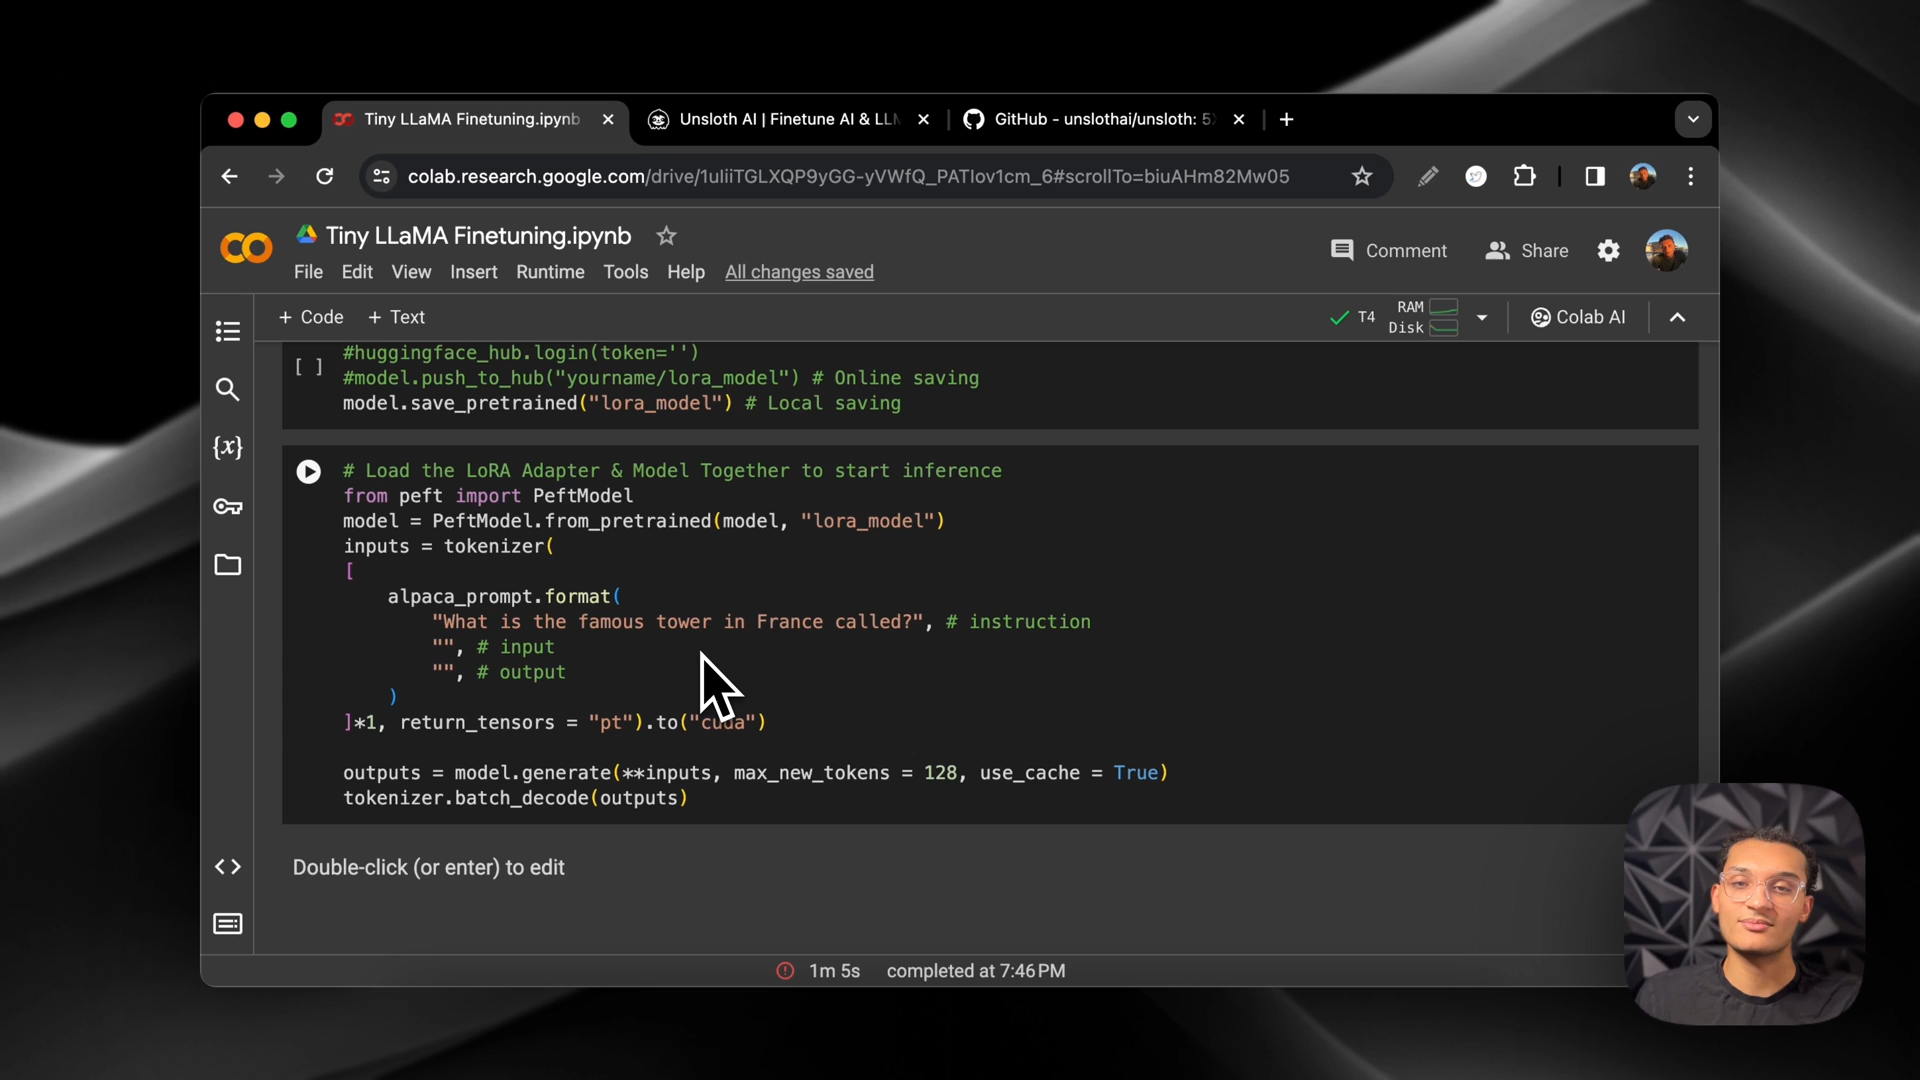 Tiny LLaMA Finetuning.ipynb
Unsloth AI | Finetune AI & LLM
GitHub - unslothai/unsloth: 5X
colab.research.google.com/drive/1uIiiTGLXQP9yGG-yVWfQ_PATIov1cm_6#scrollTo=biuAHm82Mw05
Tiny LLaMA Finetuning.ipynb
File Edit View Insert Runtime Tools Help All changes saved
Comment Share
+ Code + Text
T4 RAM
Disk
Colab AI
{x}
[ ]
#huggingface_hub.login(token='')
#model.push_to_hub("yourname/lora_model") # Online saving
model.save_pretrained("lora_model") # Local saving
# Load the LoRA Adapter & Model Together to start inference
from peft import PeftModel
model = PeftModel.from_pretrained(model, "lora_model")
inputs = tokenizer(
[
alpaca_prompt.format(
"What is the famous tower in France called?", # instruction
"", # input
"", # output
)
]*1, return_tensors = "pt").to("cuda")
outputs = model.generate(**inputs, max_new_tokens = 128, use_cache = True)
tokenizer.batch_decode(outputs)
Double-click (or enter) to edit
1m 5s completed at 7:46 PM